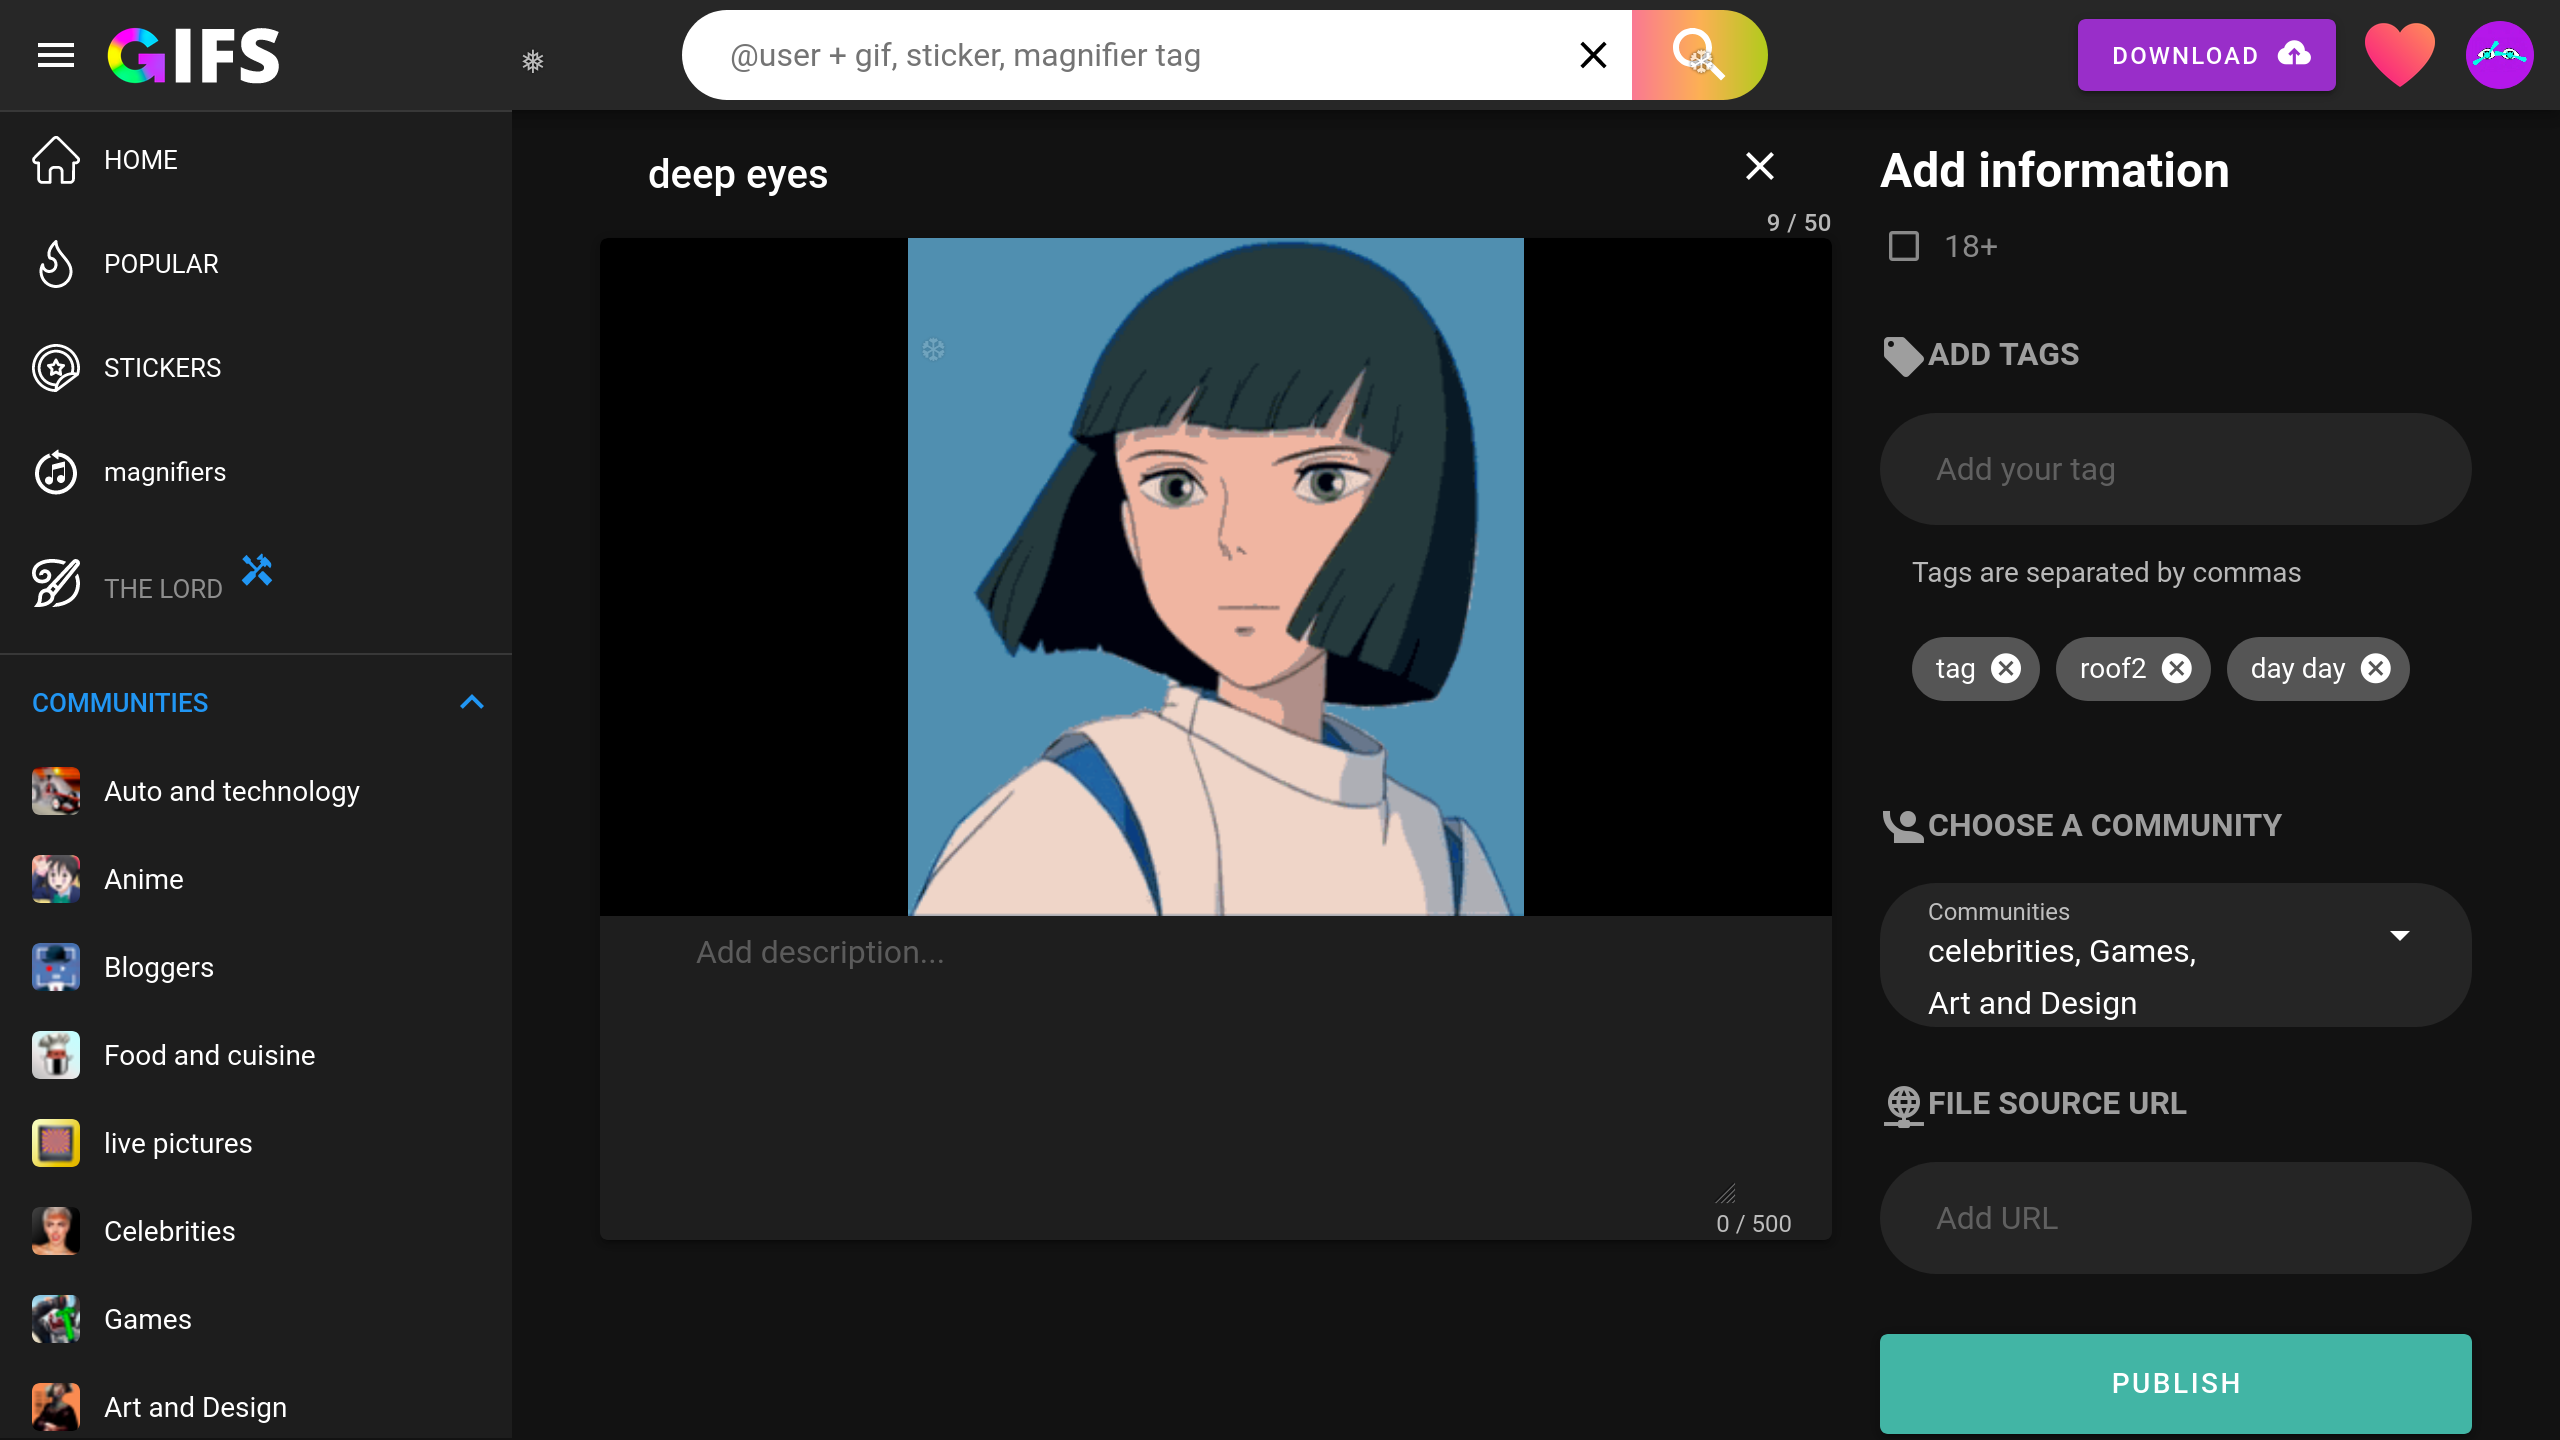 GIFS
@user + gif, sticker, magnifier tag
DOWNLOAD
HOME
POPULAR
STICKERS
magnifiers
THE LORD
COMMUNITIES
Auto and technology
Anime
Bloggers
Food and cuisine
live pictures
Celebrities
Games
Art and Design
deep eyes
9 / 50
Add description...
0 / 500
Add information
18+
ADD TAGS
Add your tag
Tags are separated by commas
tag
roof2
day day
CHOOSE A COMMUNITY
Communities
celebrities, Games,
Art and Design
FILE SOURCE URL
Add URL
PUBLISH